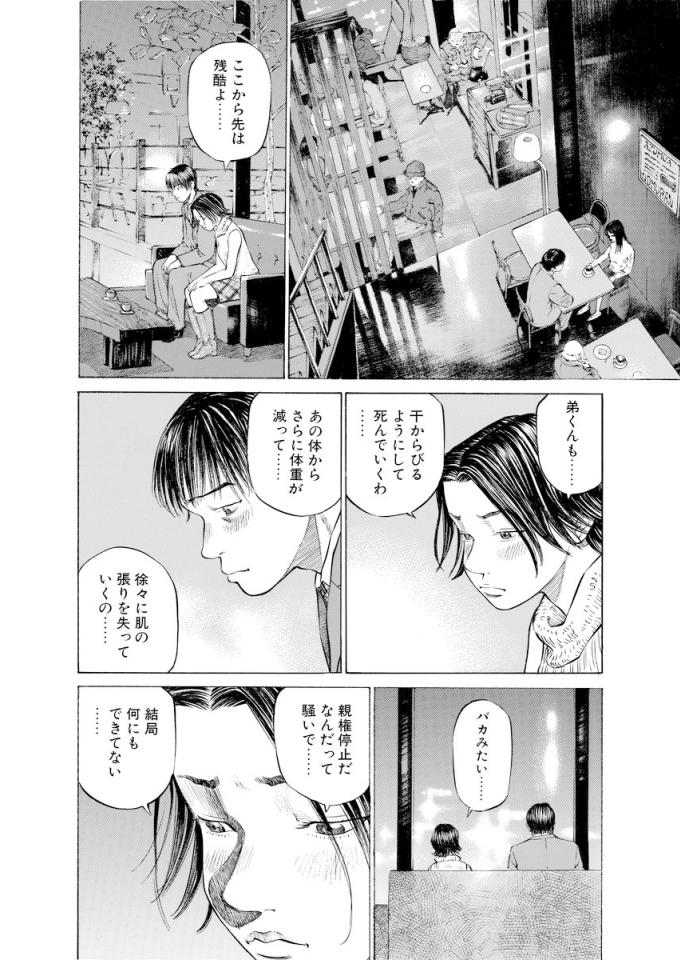 ここから先は
残酷よ……
弟くんも……
干からびる
ようにして
死んでいくわ
……
あの体から
さらに体重が
減って……
徐々に肌の
張りを失って
いくの……
バカみたい……
親権停止だ
なんだって
騒いで……
結局
何にも
できてない
……